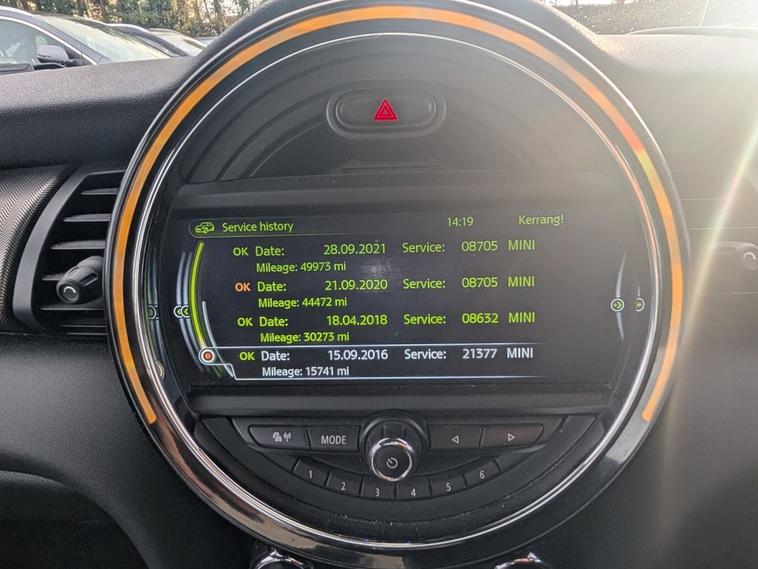 Service history 14:19 Kerrang!
OK Date: 28.09.2021 Service: 08705 MINI
Mileage: 49973 mi
OK Date: 21.09.2020 Service: 08705 MINI
Mileage: 44472 mi
OK Date: 18.04.2018 Service: 08632 MINI
Mileage: 30273 mi
OK Date: 15.09.2016 Service: 21377 MINI
Mileage: 15741 mi
MODE
1 2 3 4 5 6